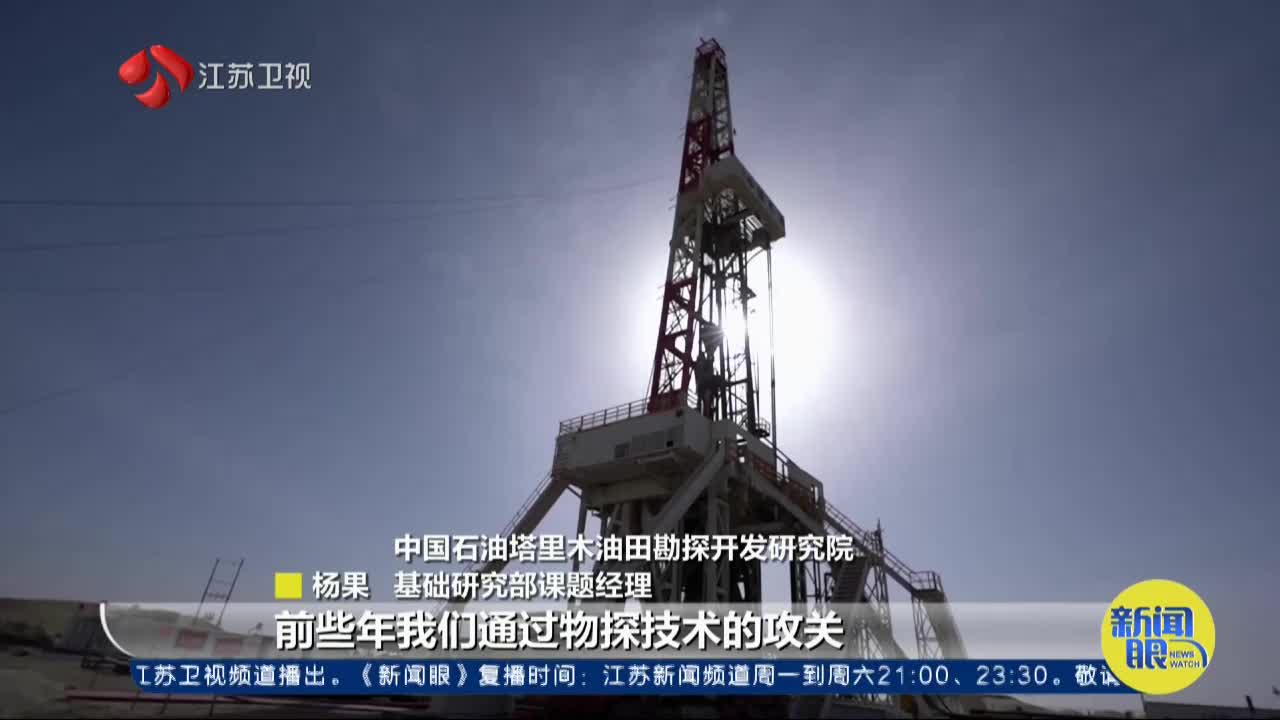 江苏卫视
中国石油塔里木油田勘探开发研究院
杨果 基础研究部课题经理
前些年我们通过物探技术的攻关
新闻眼
NEWS WATCH
江苏卫视频道播出。《新闻眼》复播时间：江苏新闻频道周一到周六21:00、23:30。敬请